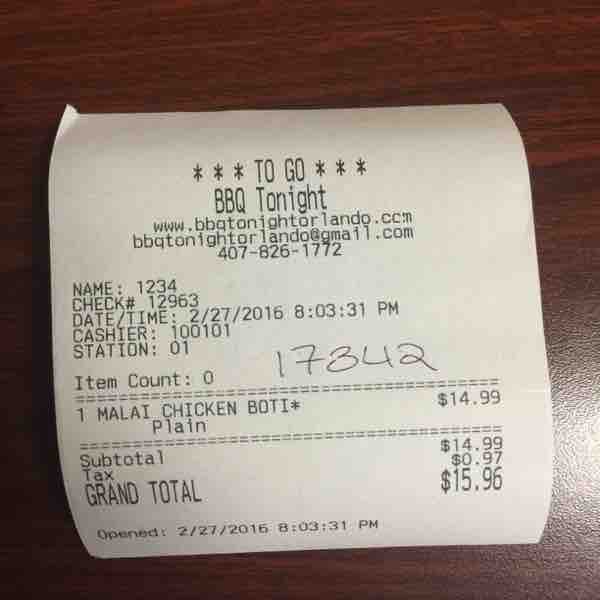 * * * TO GO * * *
BBQ Tonight
www.bbqtonightorlando.com
bbqtonightorlando@gmail.com
407-826-1772
NAME: 1234
CHECK# 12963
DATE/TIME: 2/27/2016 8:03:31 PM
CASHIER: 100101
STATION: 01
17342
Item Count: 0
1 MALAI CHICKEN BOTI* $14.99
Plain
Subtotal $14.99
Tax $0.97
GRAND TOTAL $15.96
Opened: 2/27/2016 8:03:31 PM